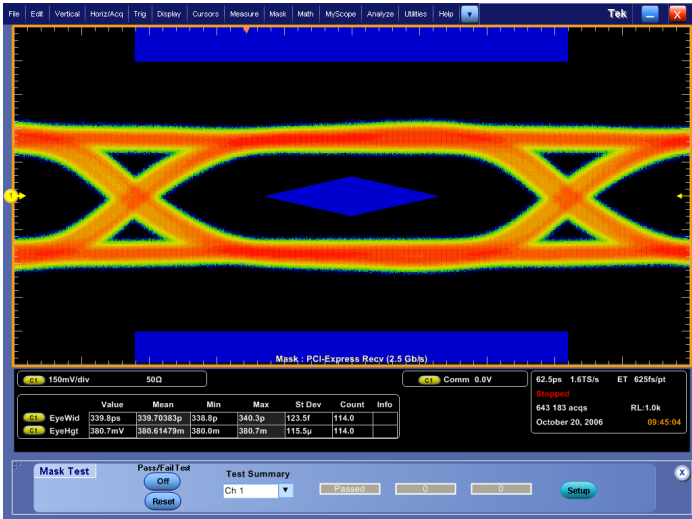 File Edit Vertical Horiz/Acq Trig Display Cursors Measure Mask Math MyScope Analyze Utilities Help Tek X
1
Mask : PCI-Express Recv (2.5 Gb/s)
C1 150mV/div 50Ω
C1 Comm 0.0V
62.5ps 1.6TS/s ET 625fs/pt
Stopped
643 183 acqs RL:1.0k
October 20, 2006 09:45:04
Value Mean Min Max St Dev Count Info
C1 EyeWid 339.8ps 339.70383p 338.8p 340.3p 123.5f 114.0
C1 EyeHgt 380.7mV 380.61479m 380.0m 380.7m 115.5µ 114.0
Mask Test
Pass/Fail Test
Off
Reset
Test Summary
Ch 1
Passed 0 0
Setup
X